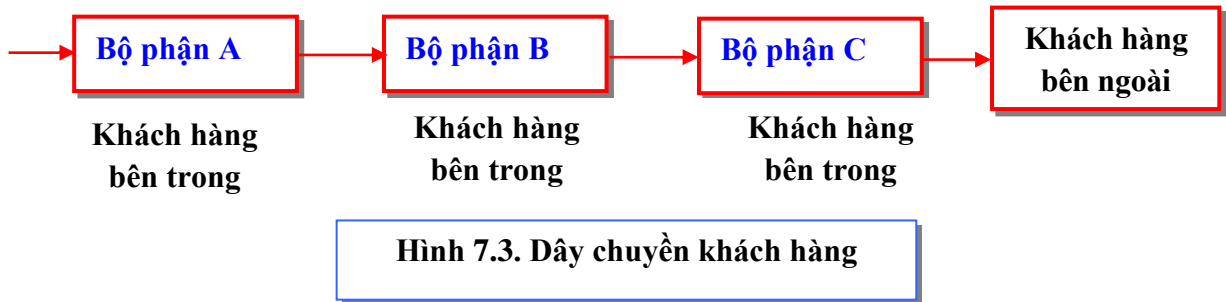 Bộ phận A
Bộ phận B
Bộ phận C
Khách hàng
bên ngoài
Khách hàng
bên trong
Khách hàng
bên trong
Khách hàng
bên trong
Hình 7.3. Dây chuyền khách hàng